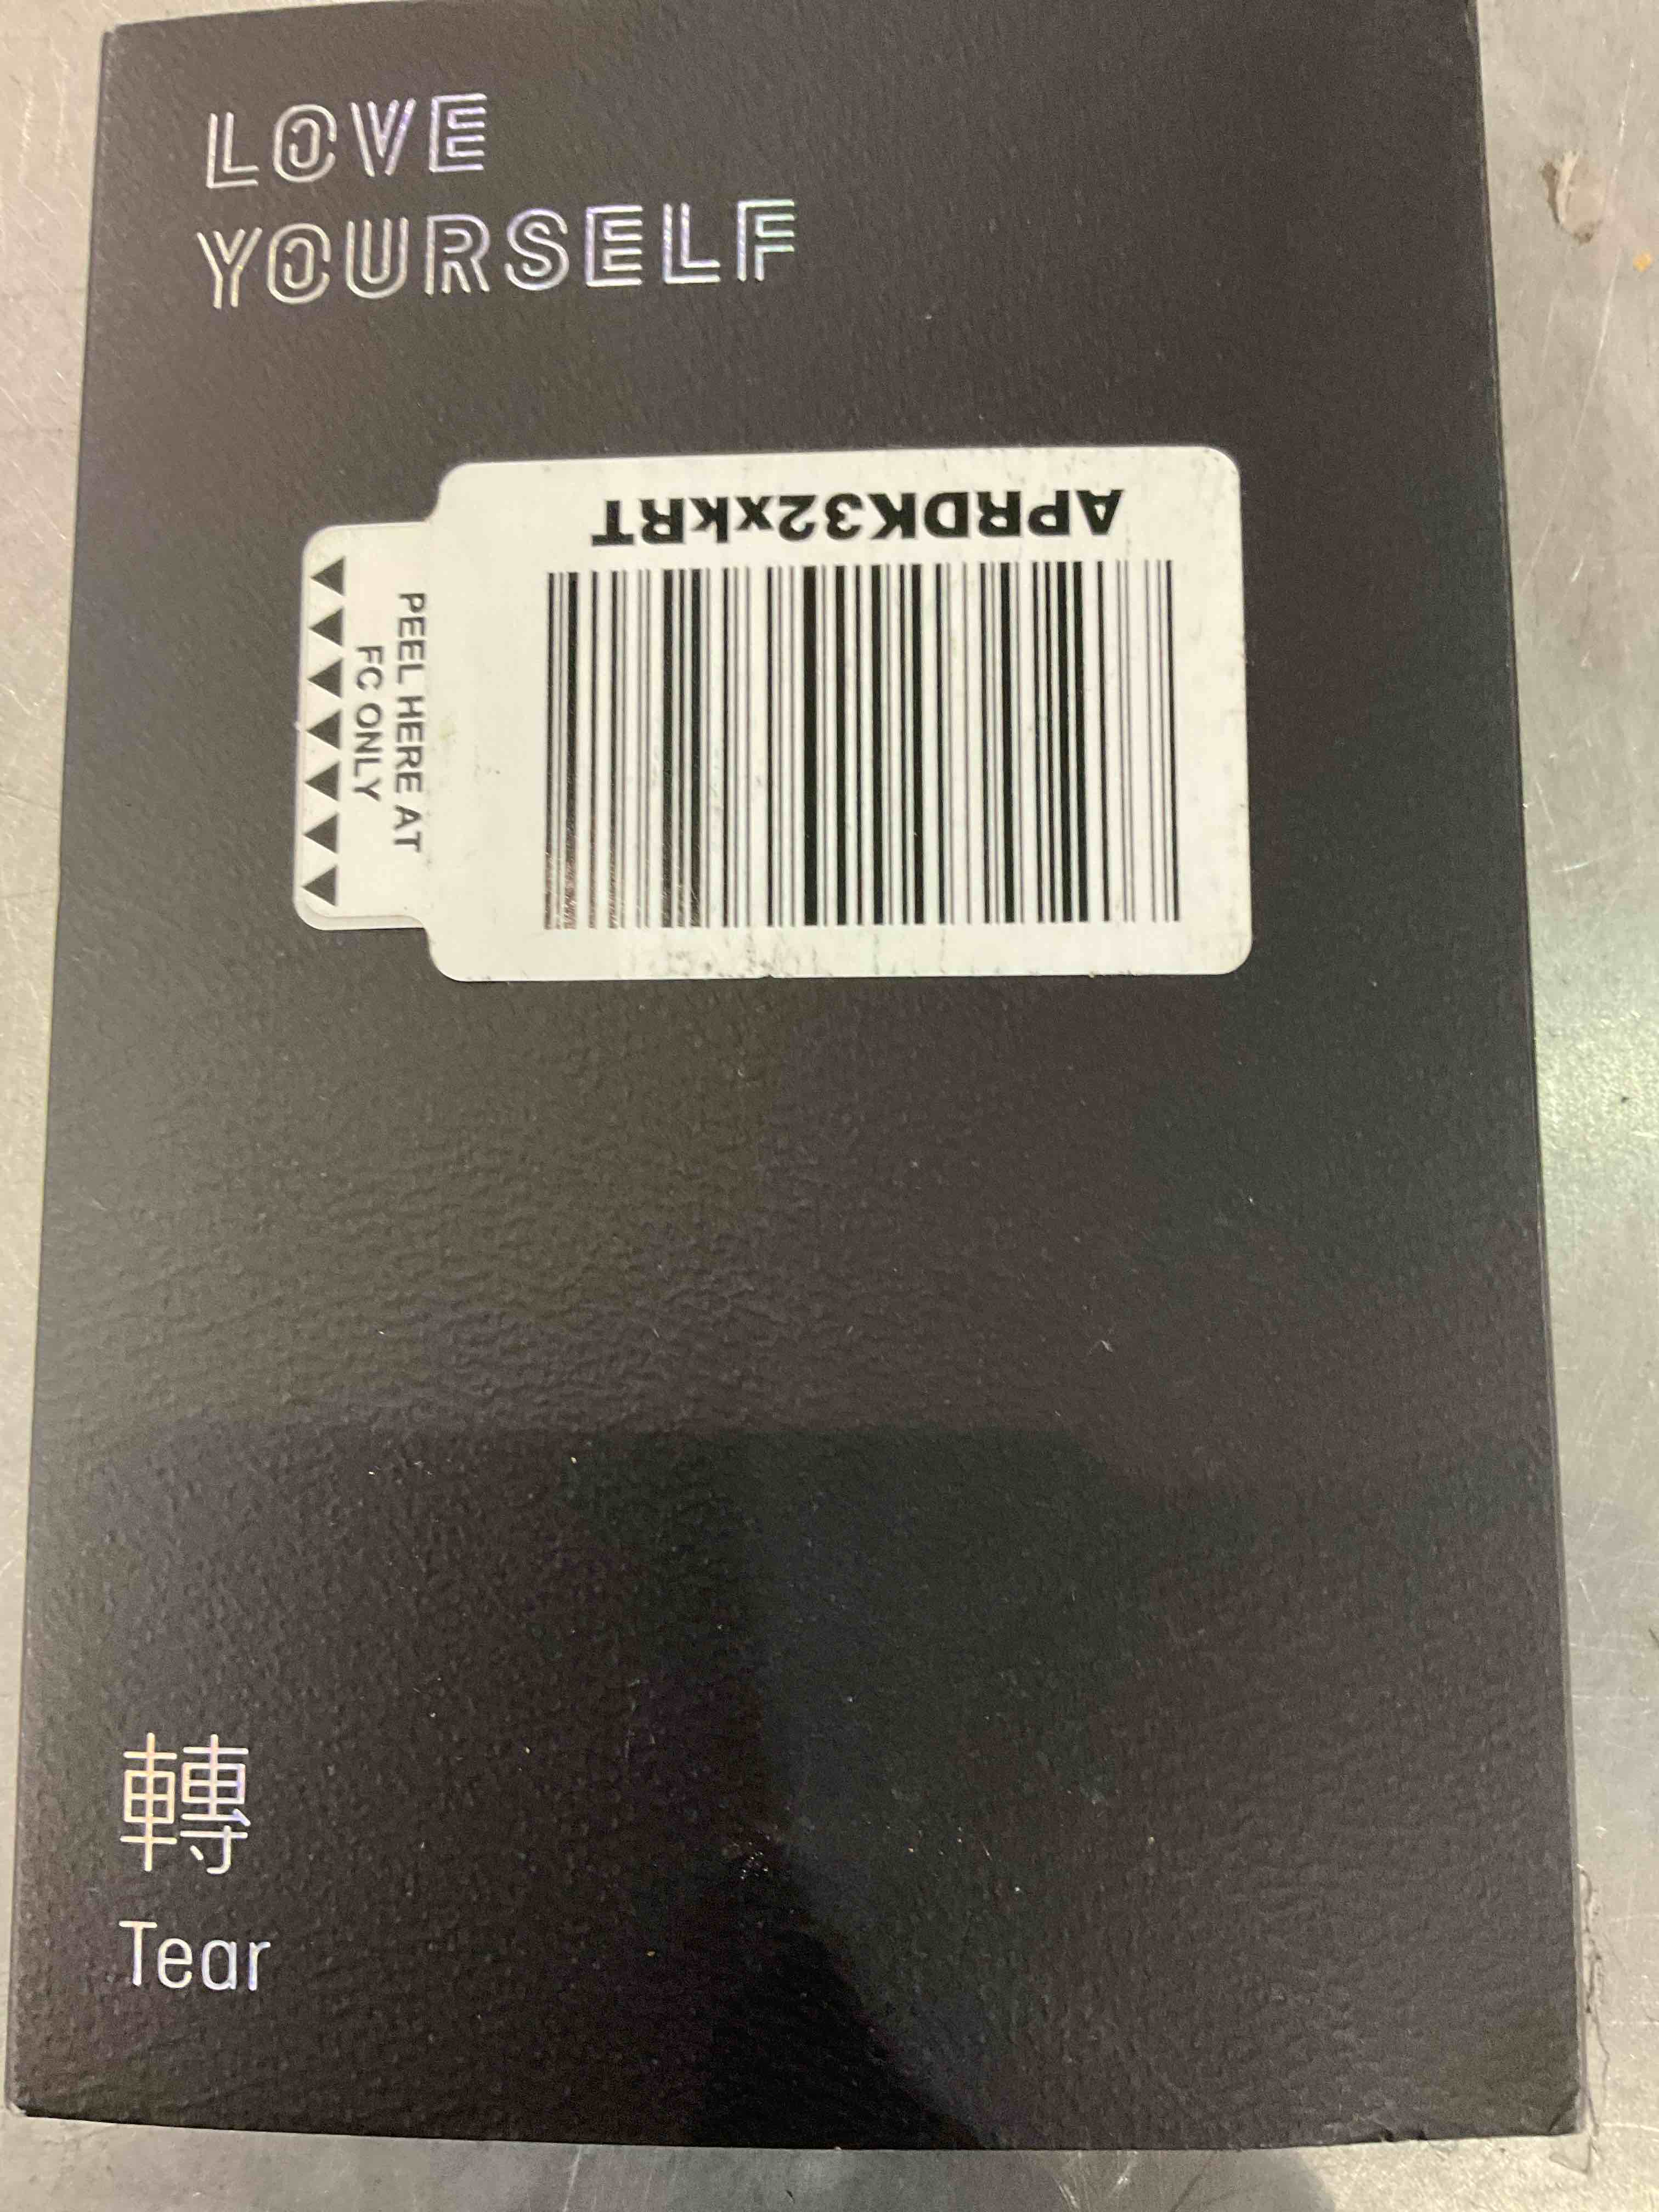 LOVE
YOURSELF
APRDK32xkRT
PEEL HERE AT
FC ONLY
轉
Tear